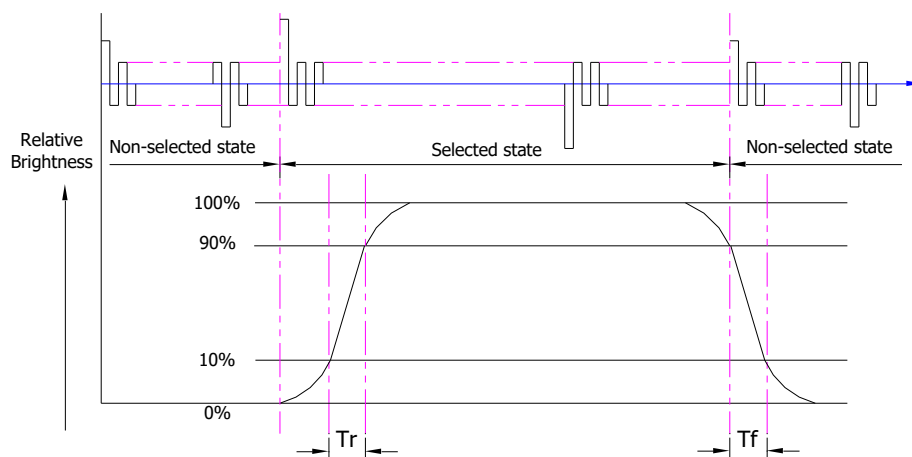 Relative
Brightness
Non-selected state
Selected state
Non-selected state
100%
90%
10%
0%
Tr
Tf